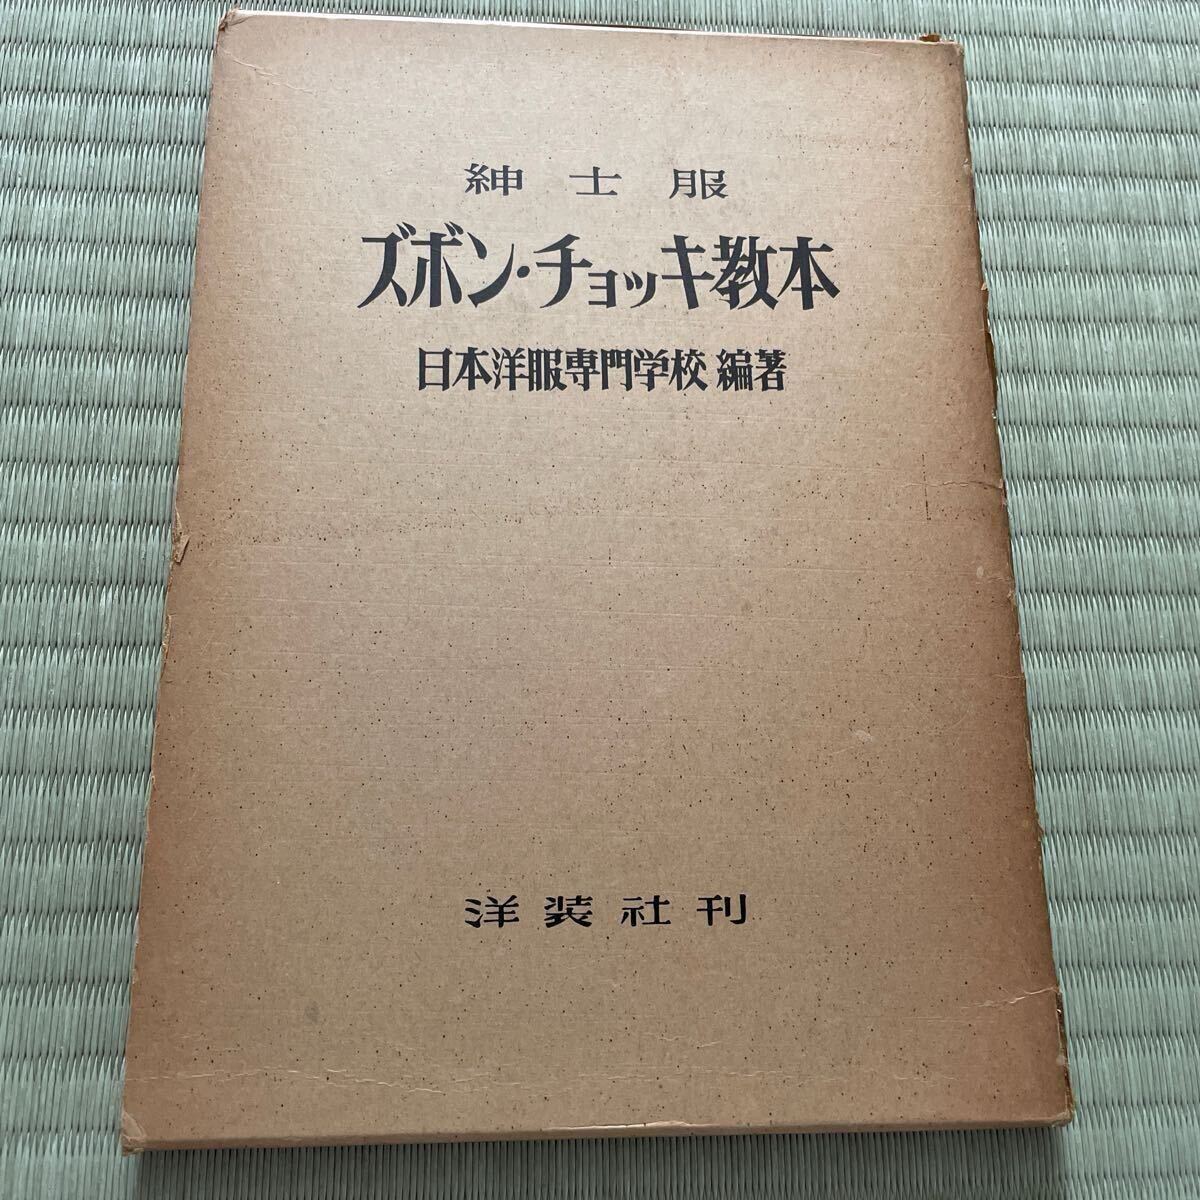 紳士服
ズボン・チョッキ教本
日本洋服専門学校 編著
洋装社刊